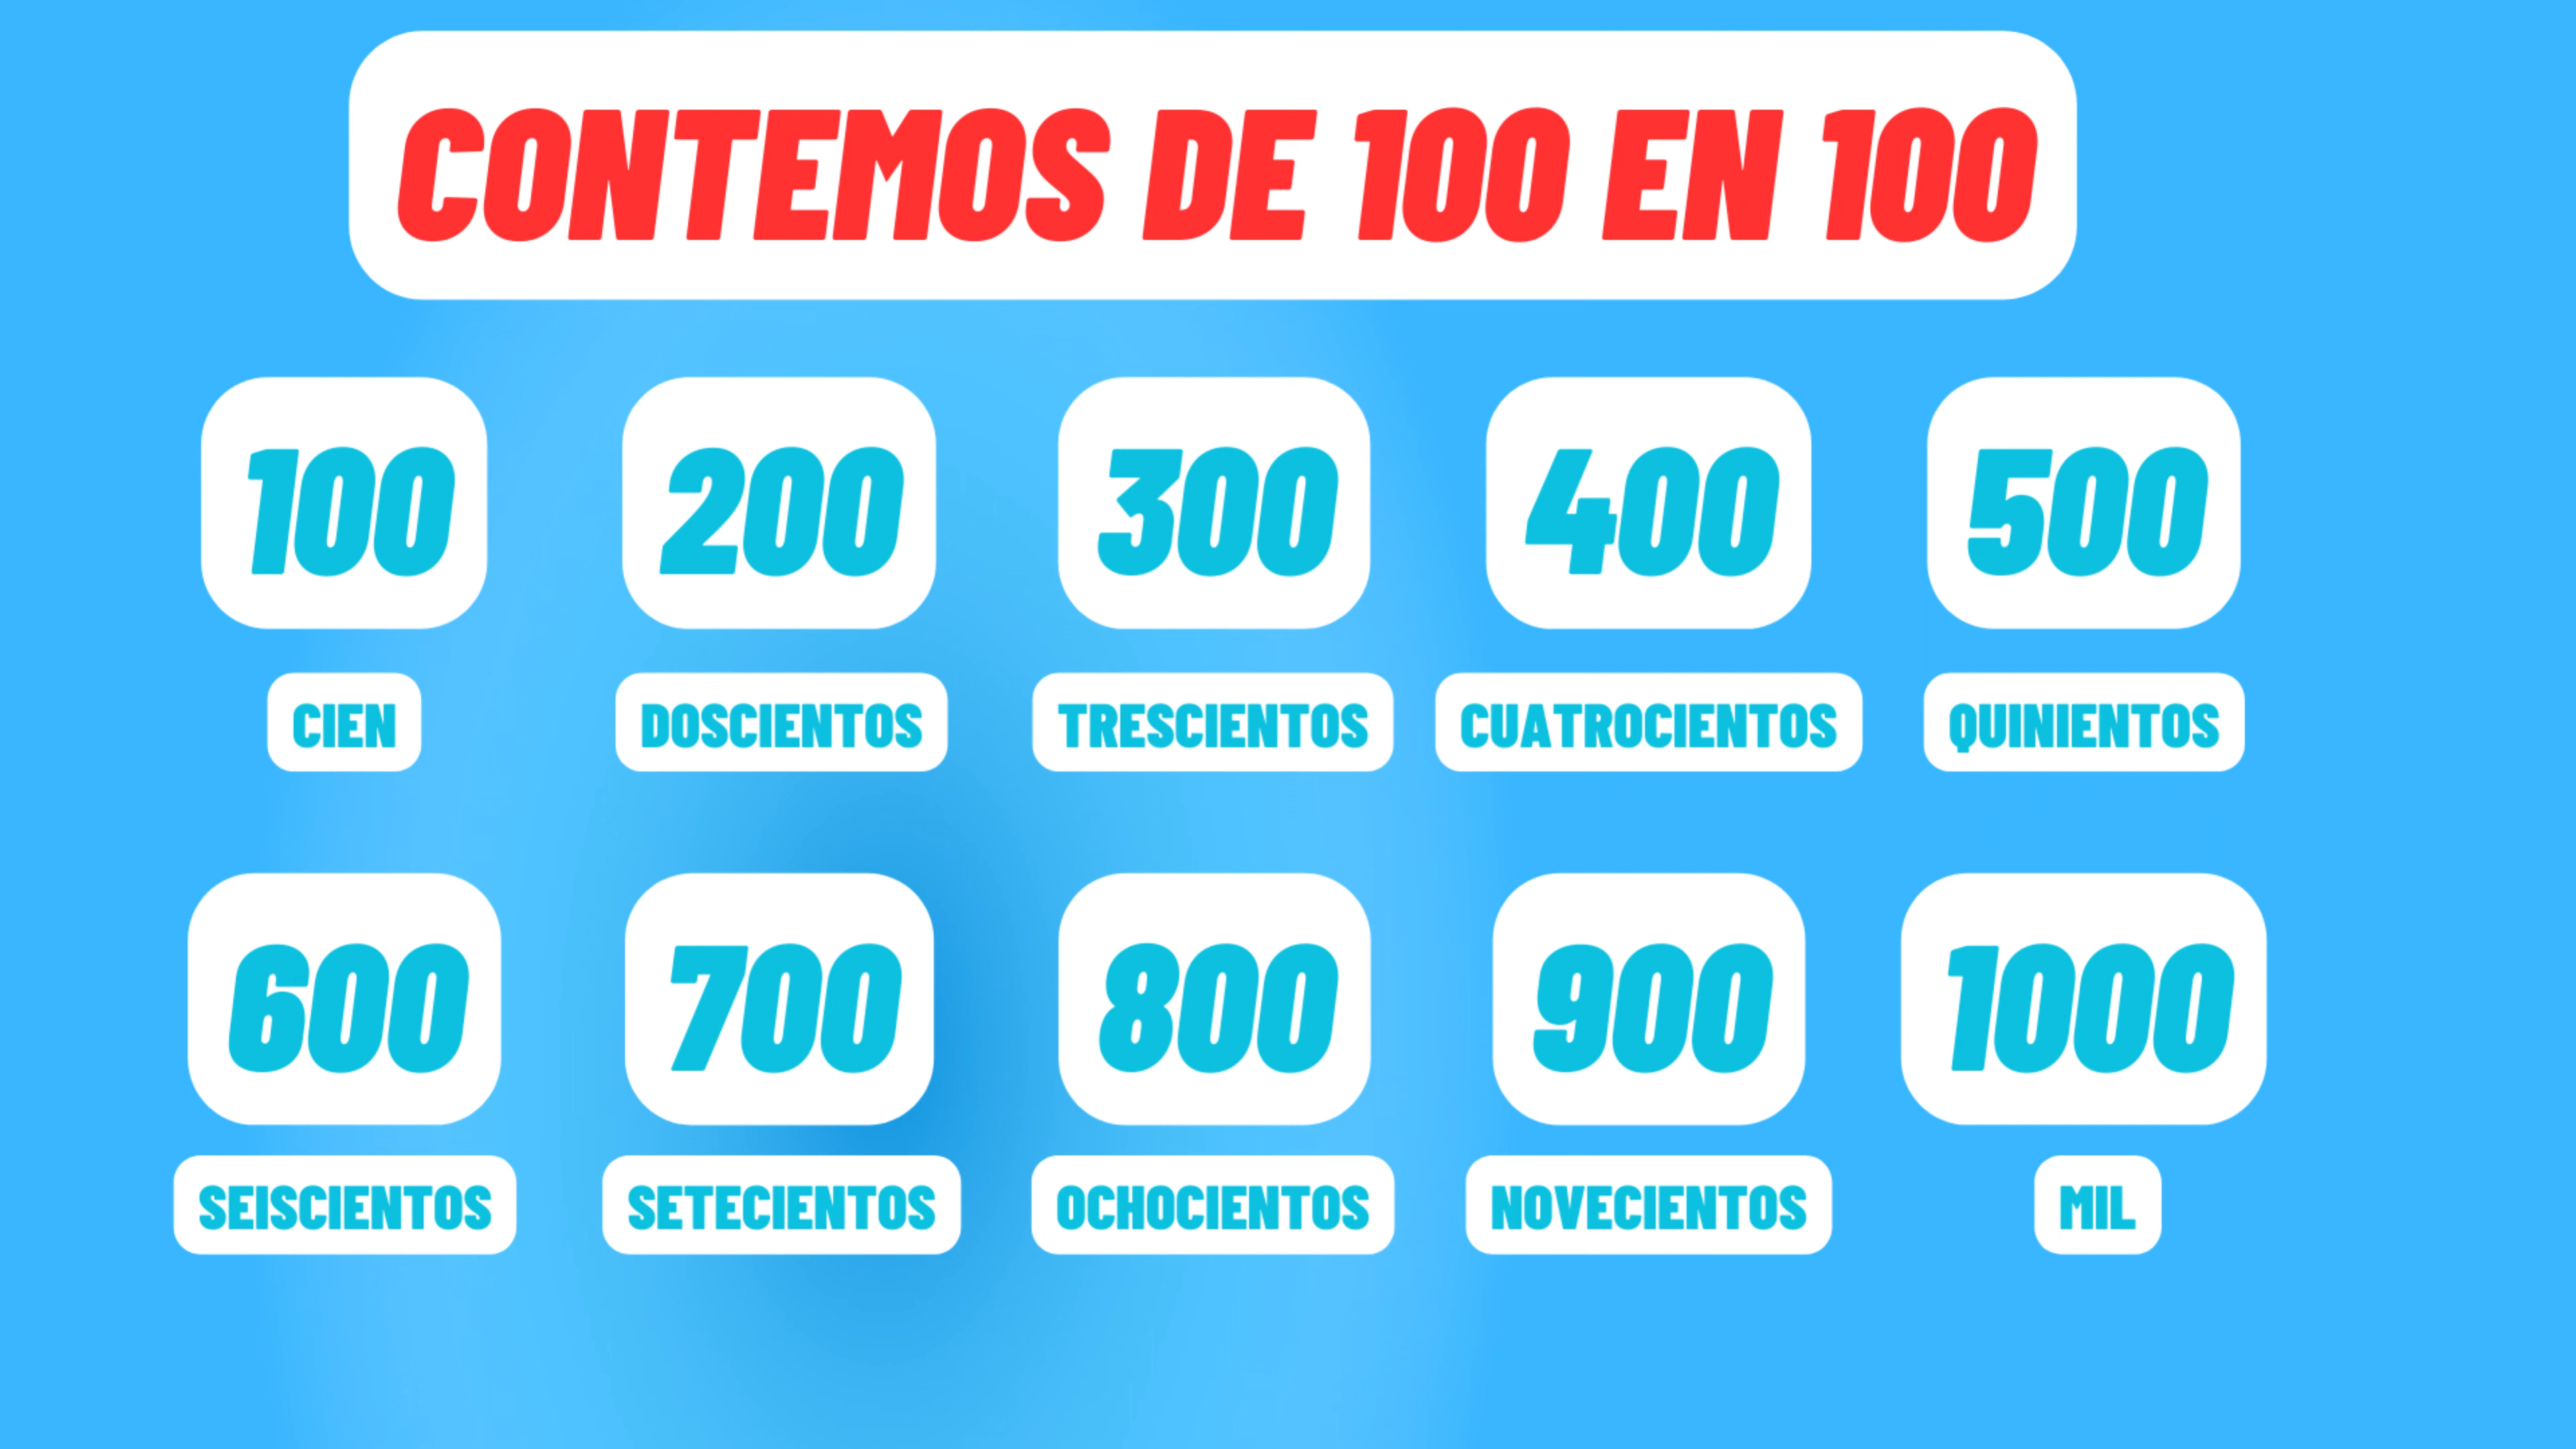 CONTEMOS DE 100 EN 100
100 200 300 400 500
CIEN DOSCIENTOS TRESCIENTOS CUATROCIENTOS QUINIENTOS
600 700 800 900 1000
SEISCIENTOS SETECIENTOS OCHOCIENTOS NOVECIENTOS MIL